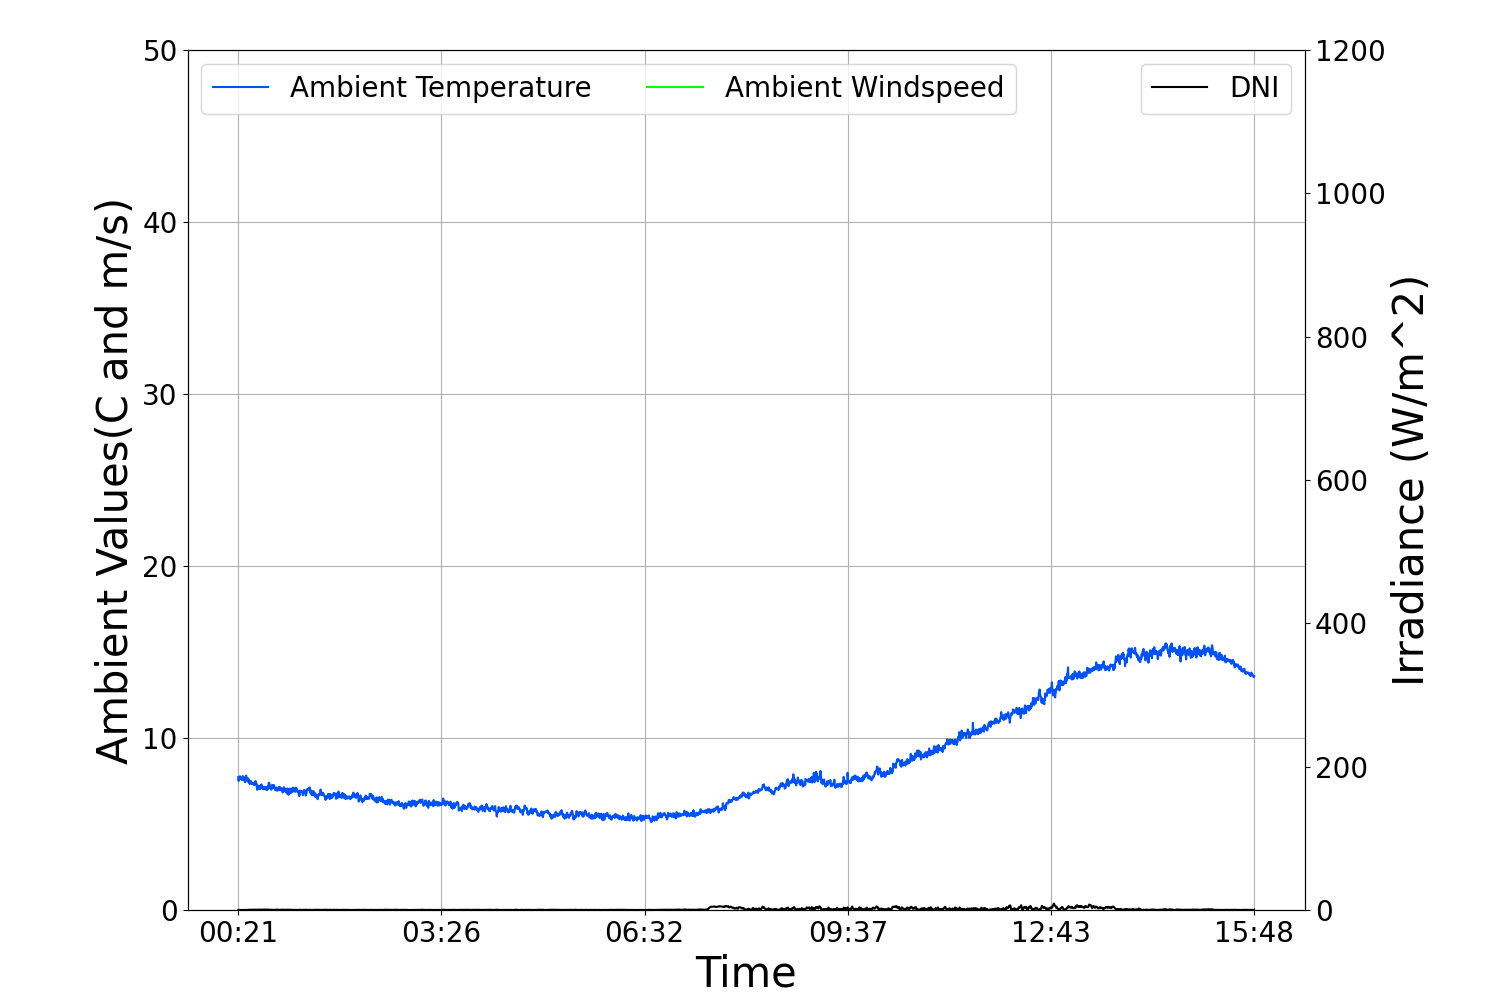 Ambient Temperature Ambient Windspeed DNI
Ambient Values(C and m/s)
50
40
30
20
10
0
1200
1000
800
600
400
200
0
Irradiance (W/m^2)
00:21 03:26 06:32 09:37 12:43 15:48
Time